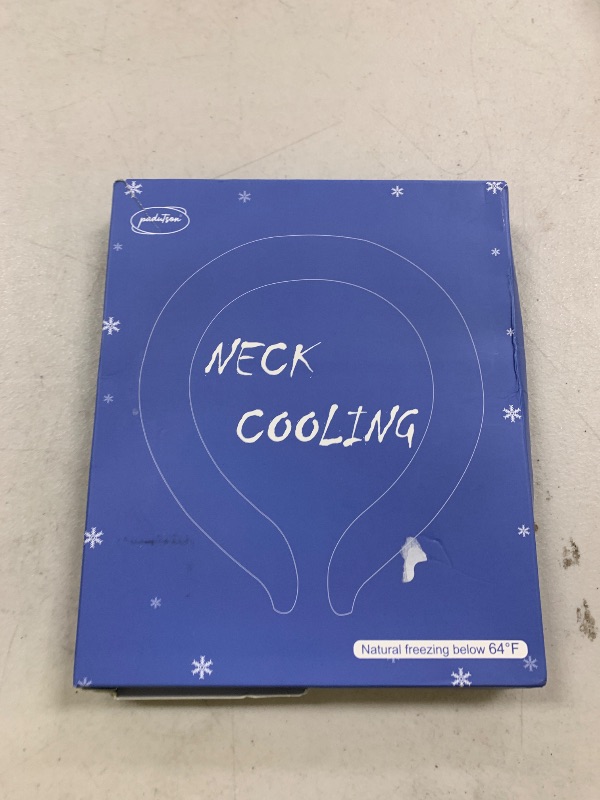 padutson
NECK
COOLING
Natural freezing below 64°F